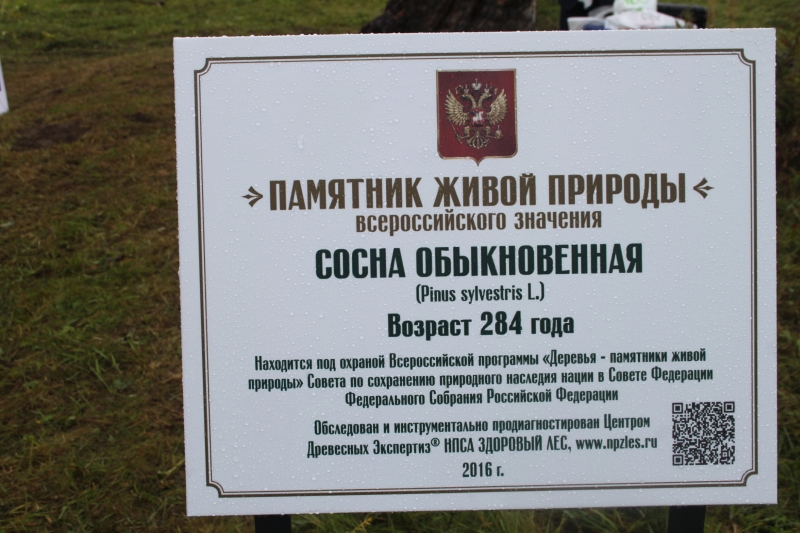 ПАМЯТНИК ЖИВОЙ ПРИРОДЫ
всероссийского значения
СОСНА ОБЫКНОВЕННАЯ
(Pinus sylvestris L.)
Возраст 284 года
Находится под охраной Всероссийской программы «Деревья - памятники живой
природы» Совета по сохранению природного наследия нации в Совете Федерации
Федерального Собрания Российской Федерации
Обследован и инструментально продиагностирован Центром
Древесных Экспертиз® НПСА ЗДОРОВЫЙ ЛЕС, www.npzles.ru
2016 г.